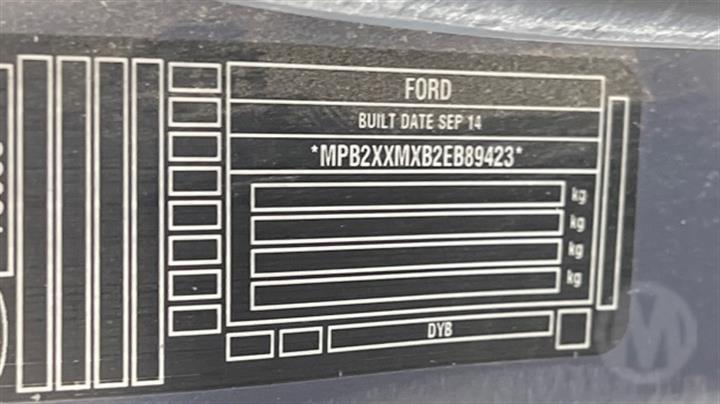 FORD
BUILT DATE SEP 14
*MPB2XXMXB2EB89423*
kg
kg
kg
kg
DYB
M